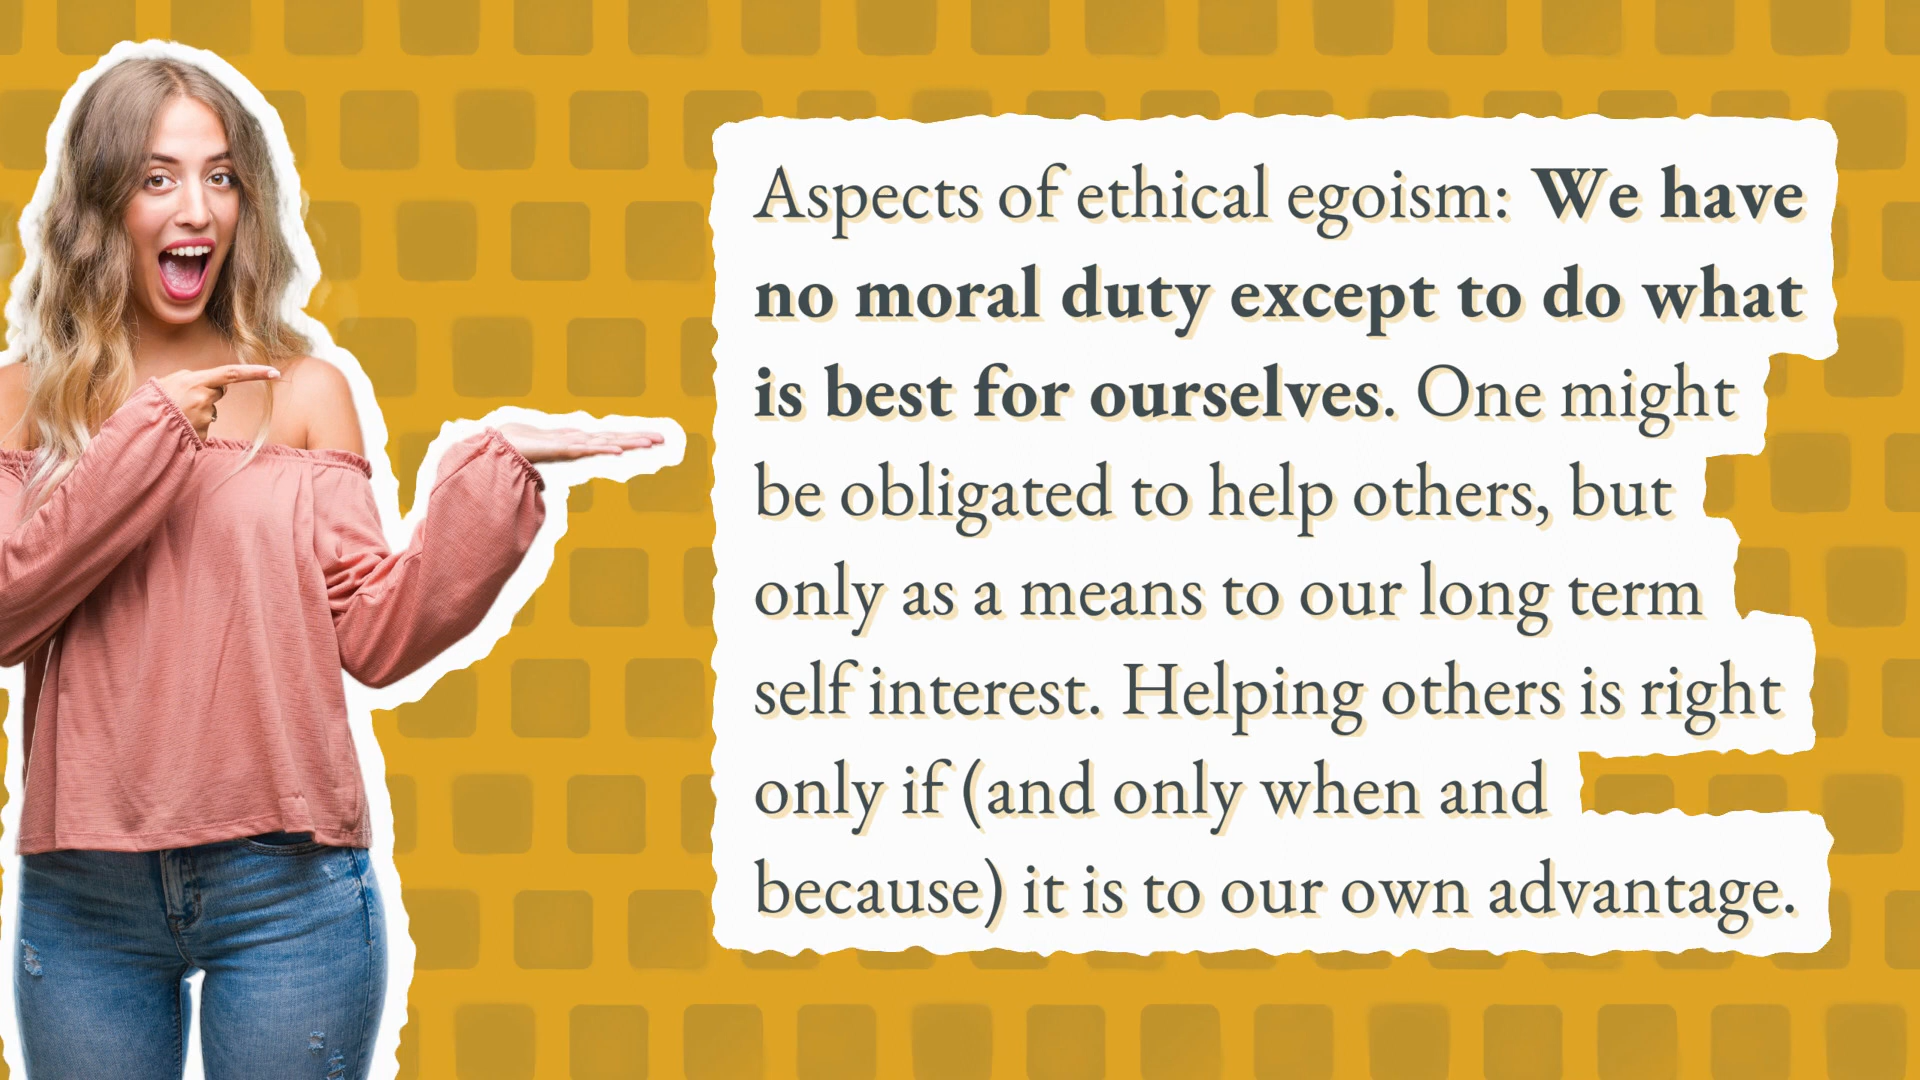 Aspects of ethical egoism: We have
no moral duty except to do what
is best for ourselves. One might
be obligated to help others, but
only as a means to our long term
self interest. Helping others is right
only if (and only when and
because) it is to our own advantage.